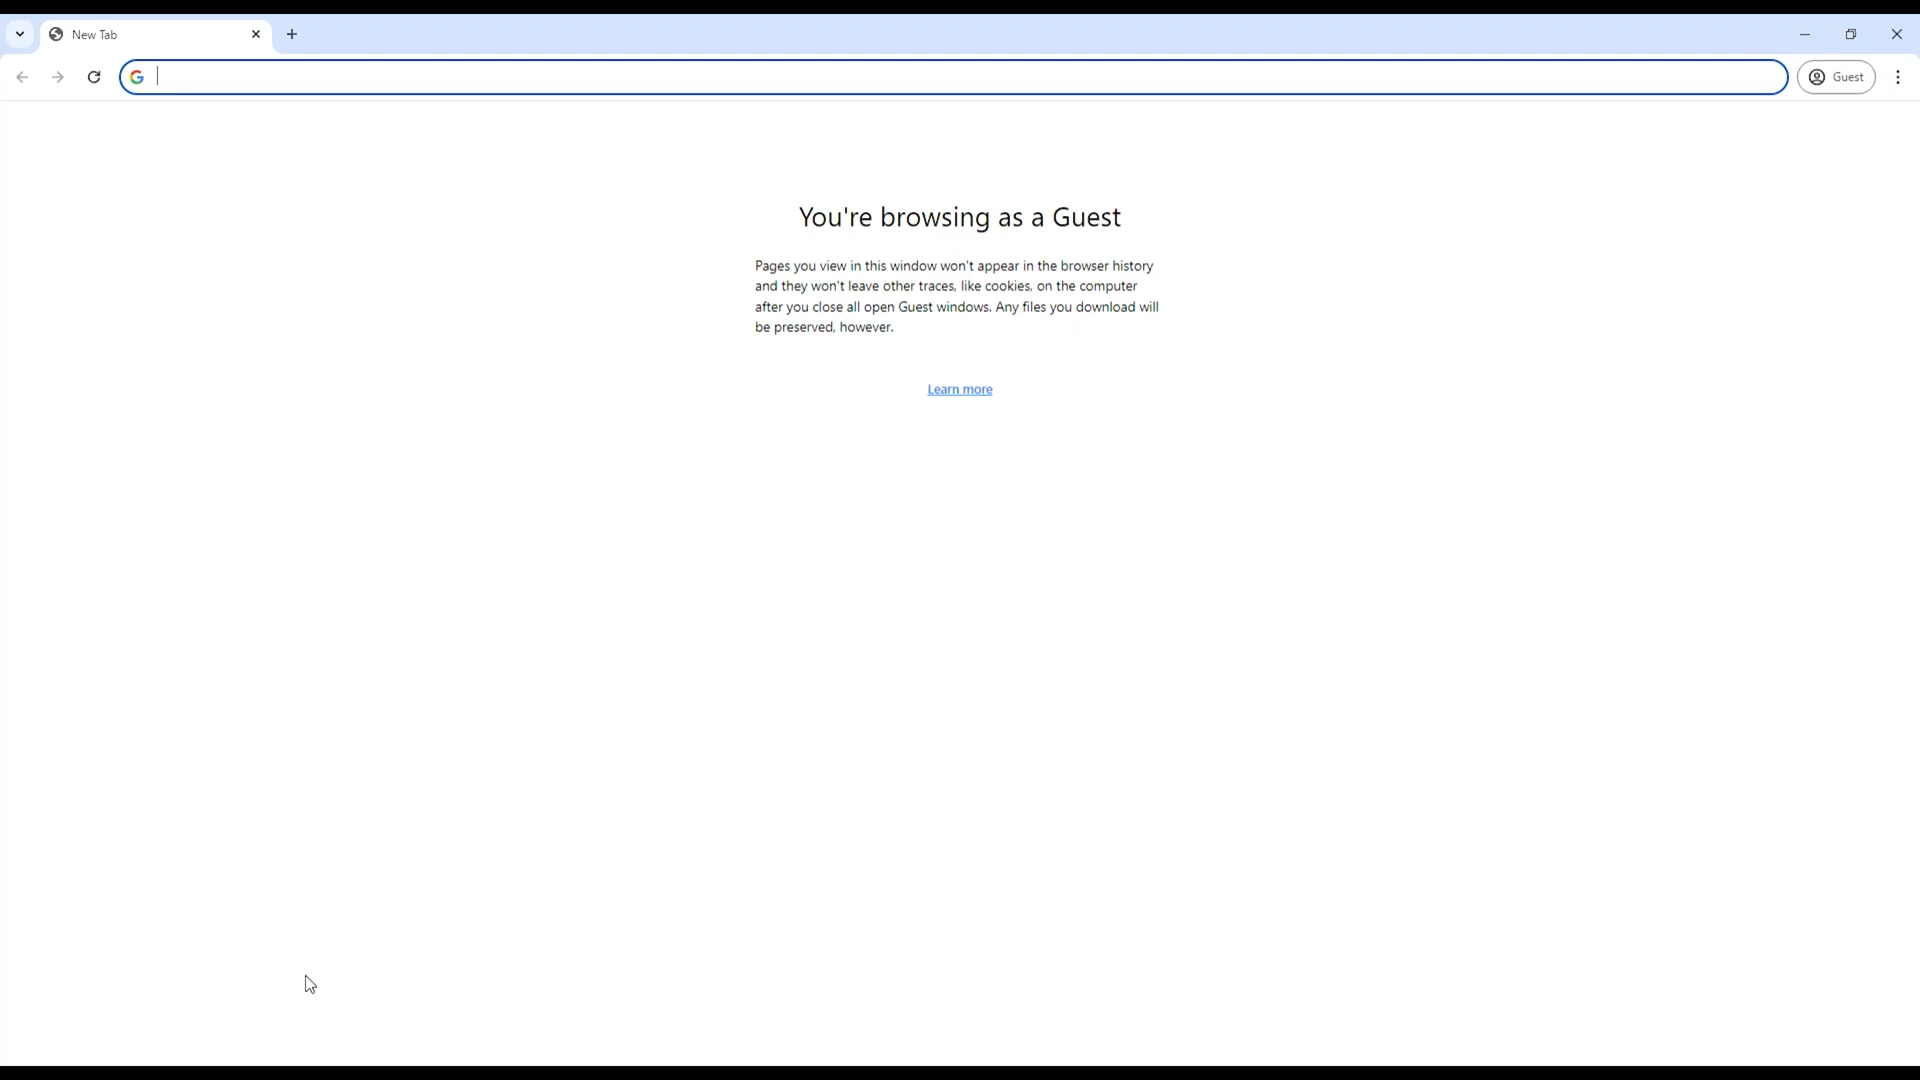 New Tab
Guest
You're browsing as a Guest
Pages you view in this window won't appear in the browser history
and they won't leave other traces, like cookies, on the computer
after you close all open Guest windows. Any files you download will
be preserved, however.
Learn more